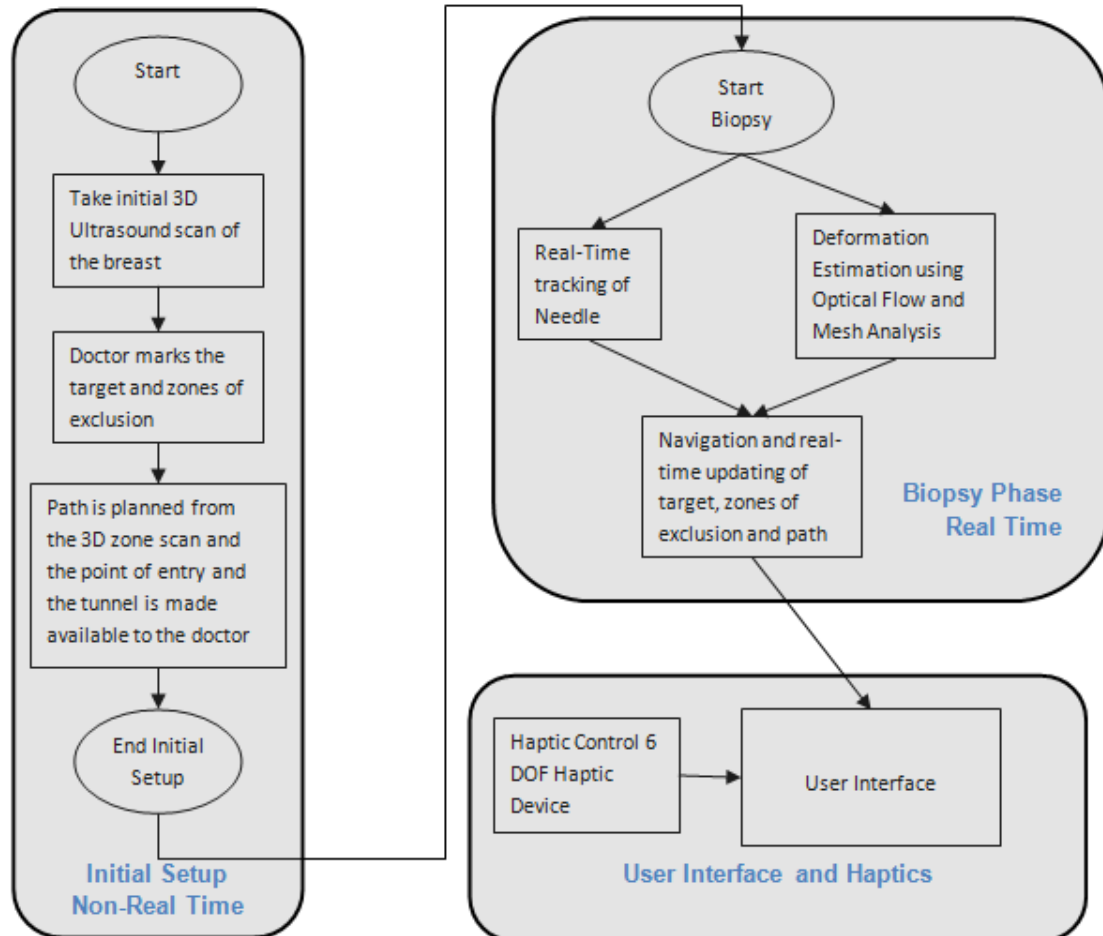 Start
Take initial 3D
Ultrasound scan of
the breast
Doctor marks the
target and zones of
exclusion
Path is planned from
the 3D zone scan and
the point of entry and
the tunnel is made
available to the doctor
End Initial
Setup
Initial Setup
Non-Real Time
Start
Biopsy
Real-Time
tracking of
Needle
Deformation
Estimation using
Optical Flow and
Mesh Analysis
Navigation and real-
time updating of
target, zones of
exclusion and path
Biopsy Phase
Real Time
Haptic Control 6
DOF Haptic
Device
User Interface
User Interface and Haptics